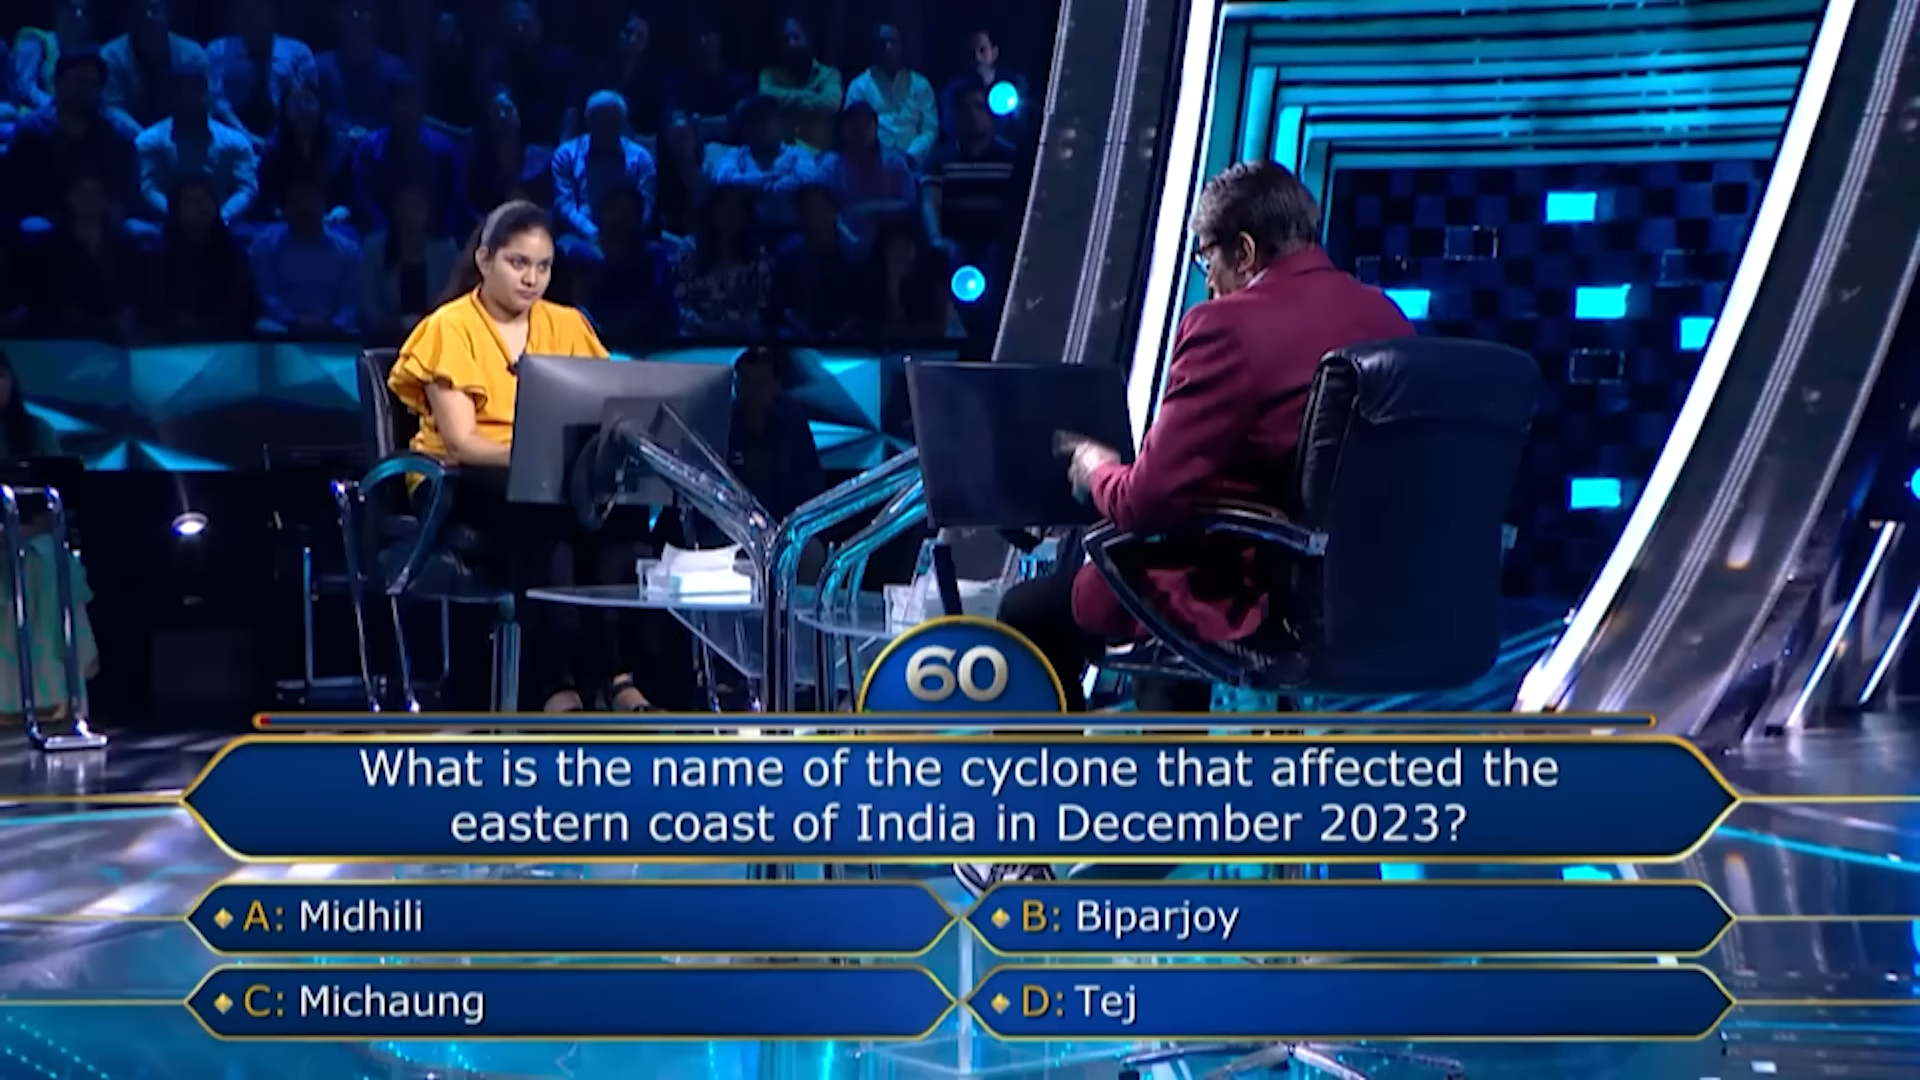 60
What is the name of the cyclone that affected the
eastern coast of India in December 2023?
A: Midhili
B: Biparjoy
C: Michaung
D: Tej